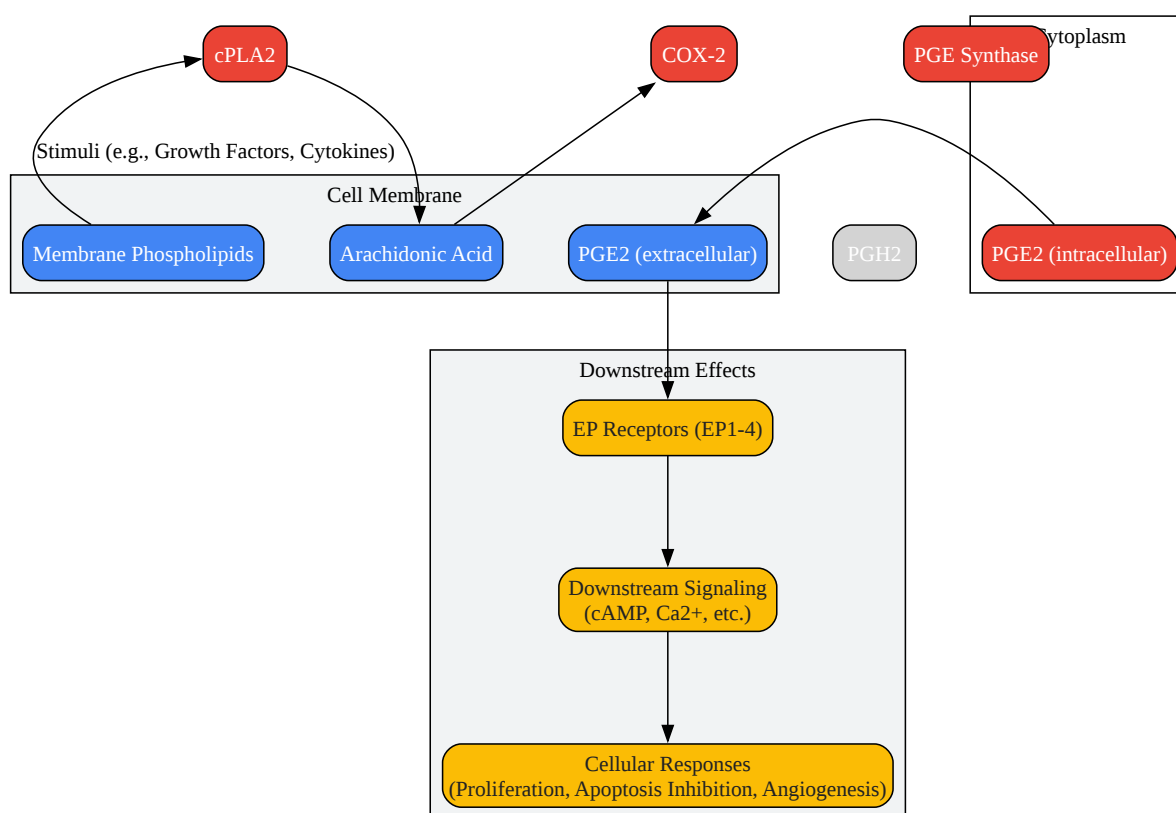 cPLA2
COX-2
PGE Synthase
Cytoplasm
Stimuli (e.g., Growth Factors, Cytokines)
Cell Membrane
Membrane Phospholipids
Arachidonic Acid
PGE2 (extracellular)
PGH2
PGE2 (intracellular)
Downstream Effects
EP Receptors (EP1-4)
Downstream Signaling
(cAMP, Ca2+, etc.)
Cellular Responses
(Proliferation, Apoptosis Inhibition, Angiogenesis)